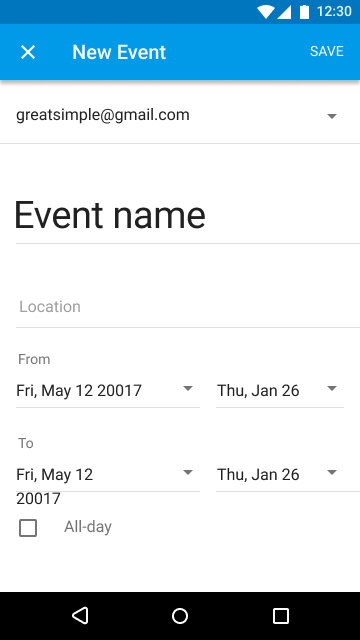 12:30
New Event SAVE
greatsimple@gmail.com
Event name
Location
From
Fri, May 12 20017 Thu, Jan 26
To
Fri, May 12 Thu, Jan 26
20017
All-day